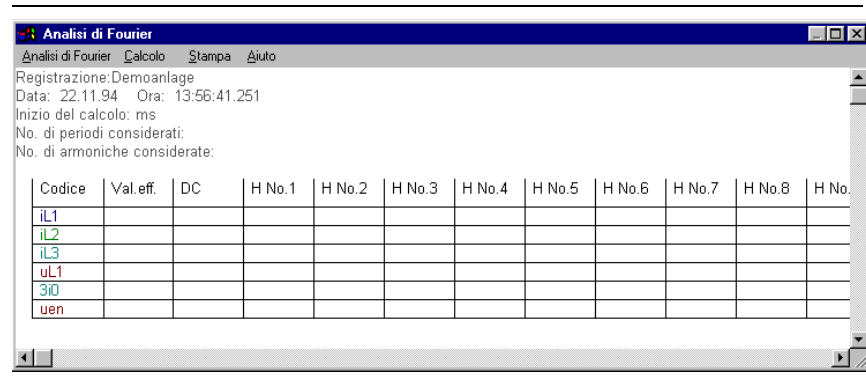 Analisi di Fourier
Analisi di Fourier Calcolo Stampa Aiuto
Registrazione:Demoanlage
Data: 22.11.94 Ora: 13:56:41.251
Inizio del calcolo: ms
No. di periodi considerati:
No. di armoniche considerate:
Codice Val.eff. DC H No.1 H No.2 H No.3 H No.4 H No.5 H No.6 H No.7 H No.8 H No.
iL1
iL2
iL3
uL1
3i0
uen